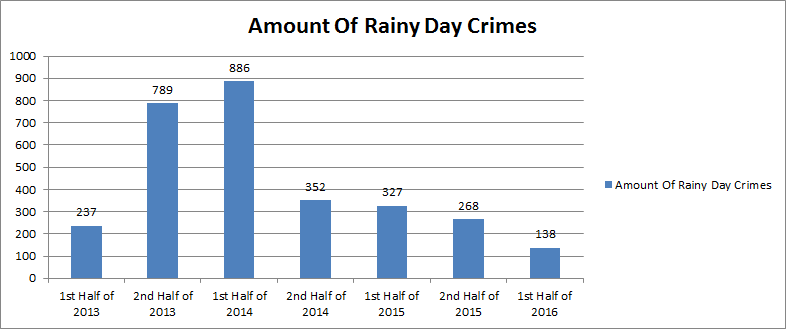 Amount Of Rainy Day Crimes
1000
900
800
700
600
500
400
300
200
100
0
237
789
886
352
327
268
138
1st Half of
2013
2nd Half of
2013
1st Half of
2014
2nd Half of
2014
1st Half of
2015
2nd Half of
2015
1st Half of
2016
Amount Of Rainy Day Crimes